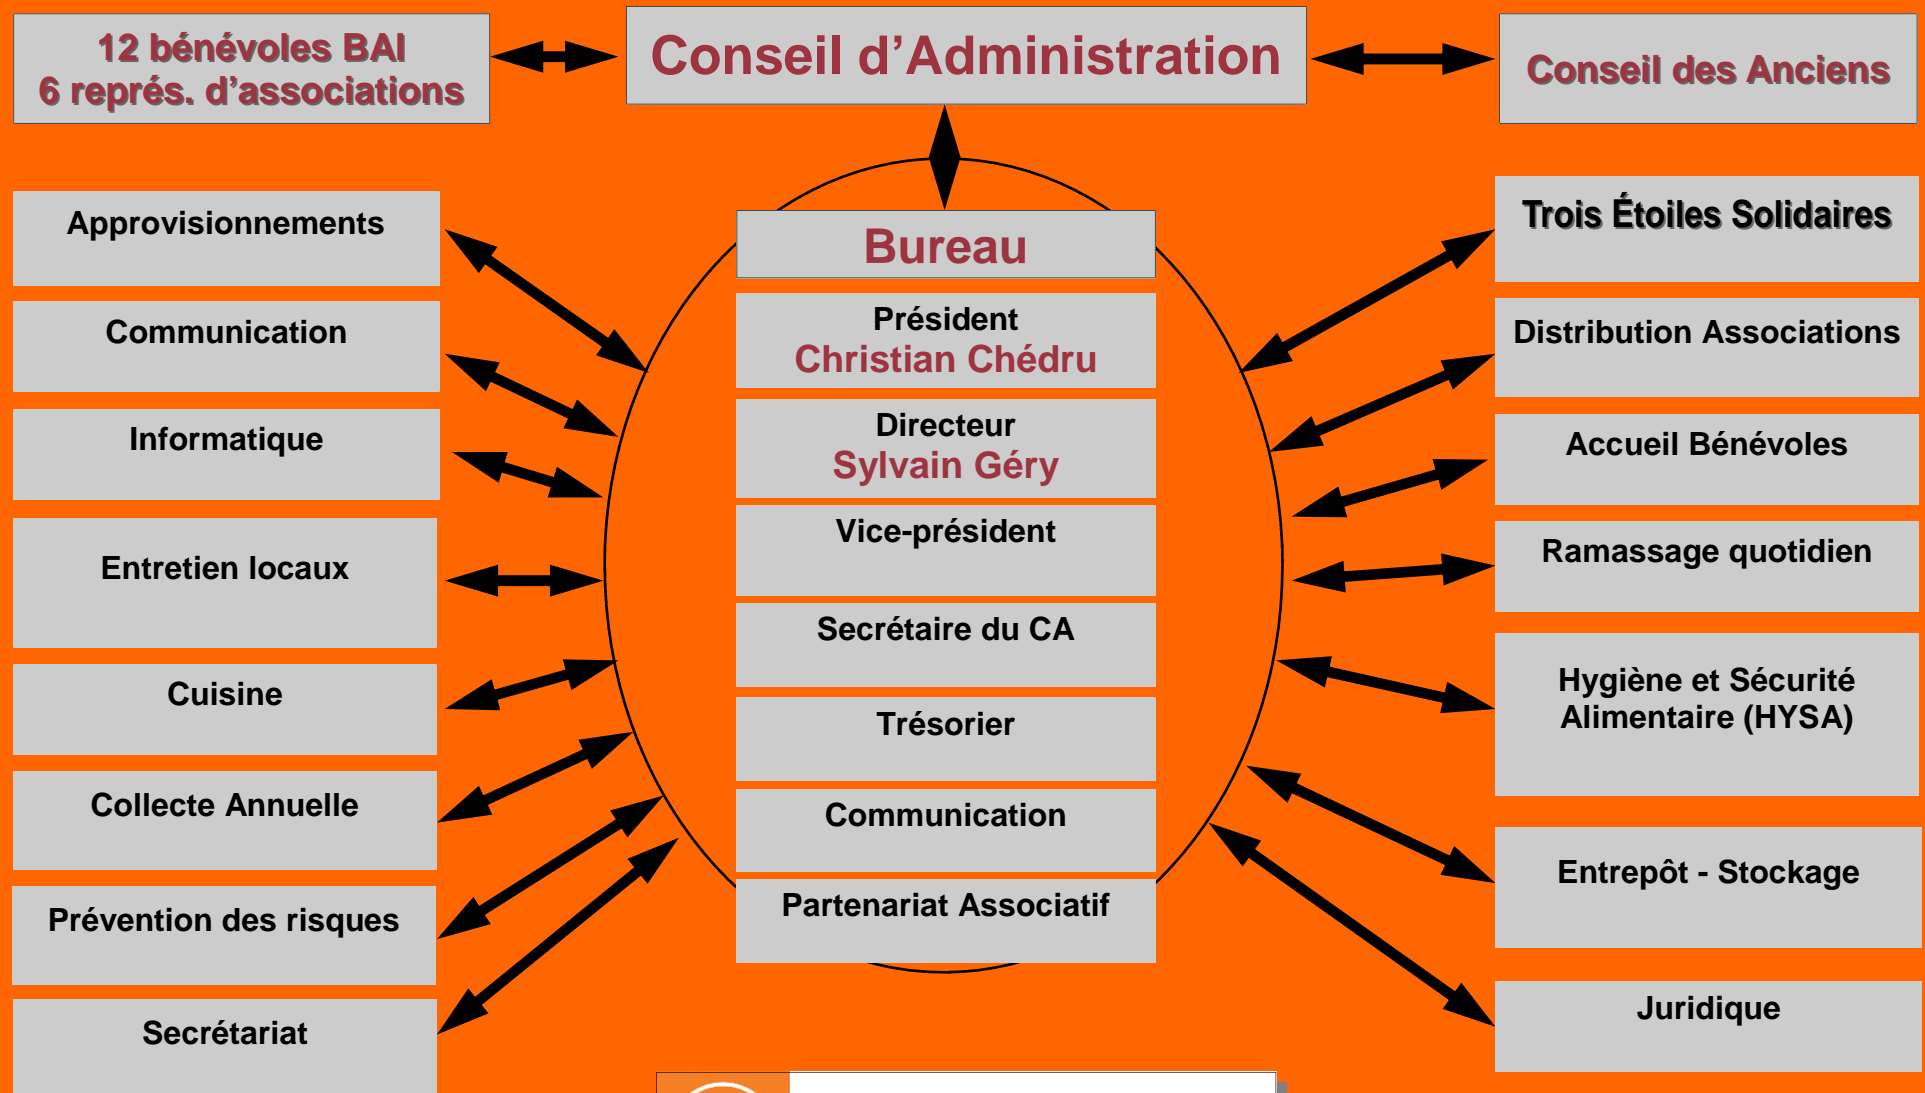 12 bénévoles BAI
6 représ. d’associations
Conseil d’Administration
Conseil des Anciens
Approvisionnements
Communication
Informatique
Entretien locaux
Cuisine
Collecte Annuelle
Prévention des risques
Secrétariat
Bureau
Président
Christian Chédru
Directeur
Sylvain Géry
Vice-président
Secrétaire du CA
Trésorier
Communication
Partenariat Associatif
Trois Étoiles Solidaires
Distribution Associations
Accueil Bénévoles
Ramassage quotidien
Hygiène et Sécurité
Alimentaire (HYSA)
Entrepôt - Stockage
Juridique